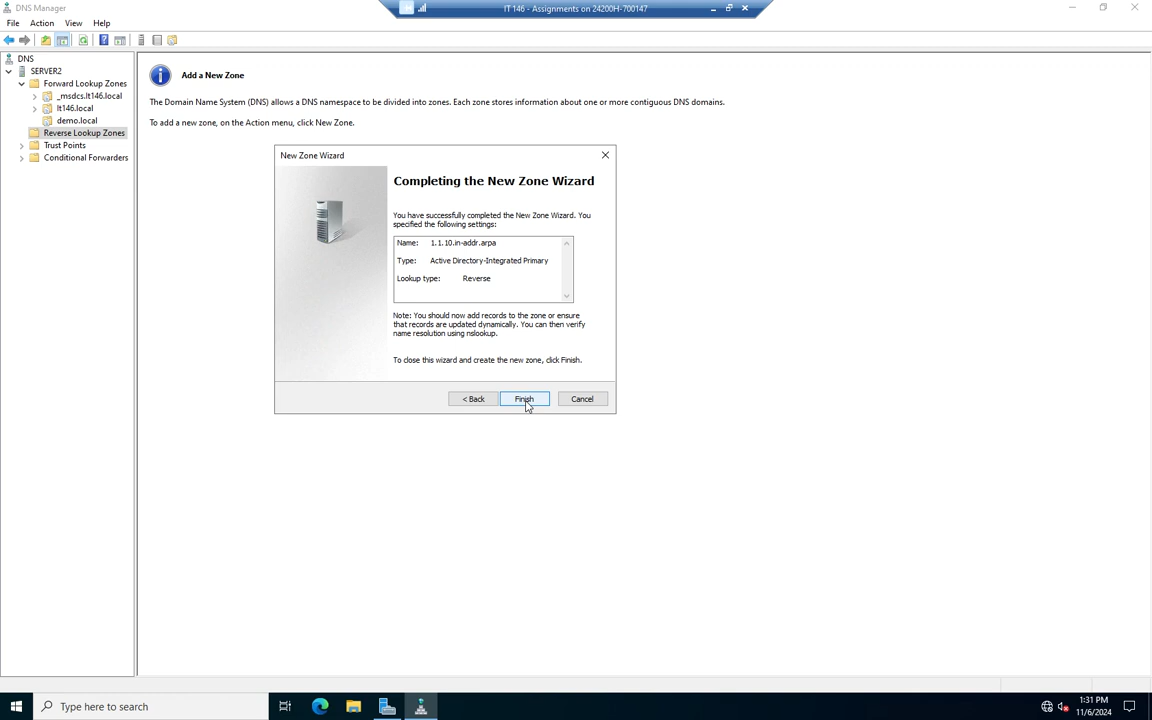 DNS Manager
IT 146 - Assignments on 24200H-700147
File Action View Help
DNS
SERVER2
Forward Lookup Zones
_msdcs.It146.local
It146.local
demo.local
Reverse Lookup Zones
Trust Points
Conditional Forwarders
Add a New Zone
The Domain Name System (DNS) allows a DNS namespace to be divided into zones. Each zone stores information about one or more contiguous DNS domains.
To add a new zone, on the Action menu, click New Zone.
New Zone Wizard
Completing the New Zone Wizard
You have successfully completed the New Zone Wizard. You
specified the following settings:
Name: 1.1.10.in-addr.arpa
Type: Active Directory-Integrated Primary
Lookup type: Reverse
Note: You should now add records to the zone or ensure
that records are updated dynamically. You can then verify
name resolution using nslookup.
To close this wizard and create the new zone, click Finish.
< Back Finish Cancel
Type here to search
1:31 PM
11/6/2024